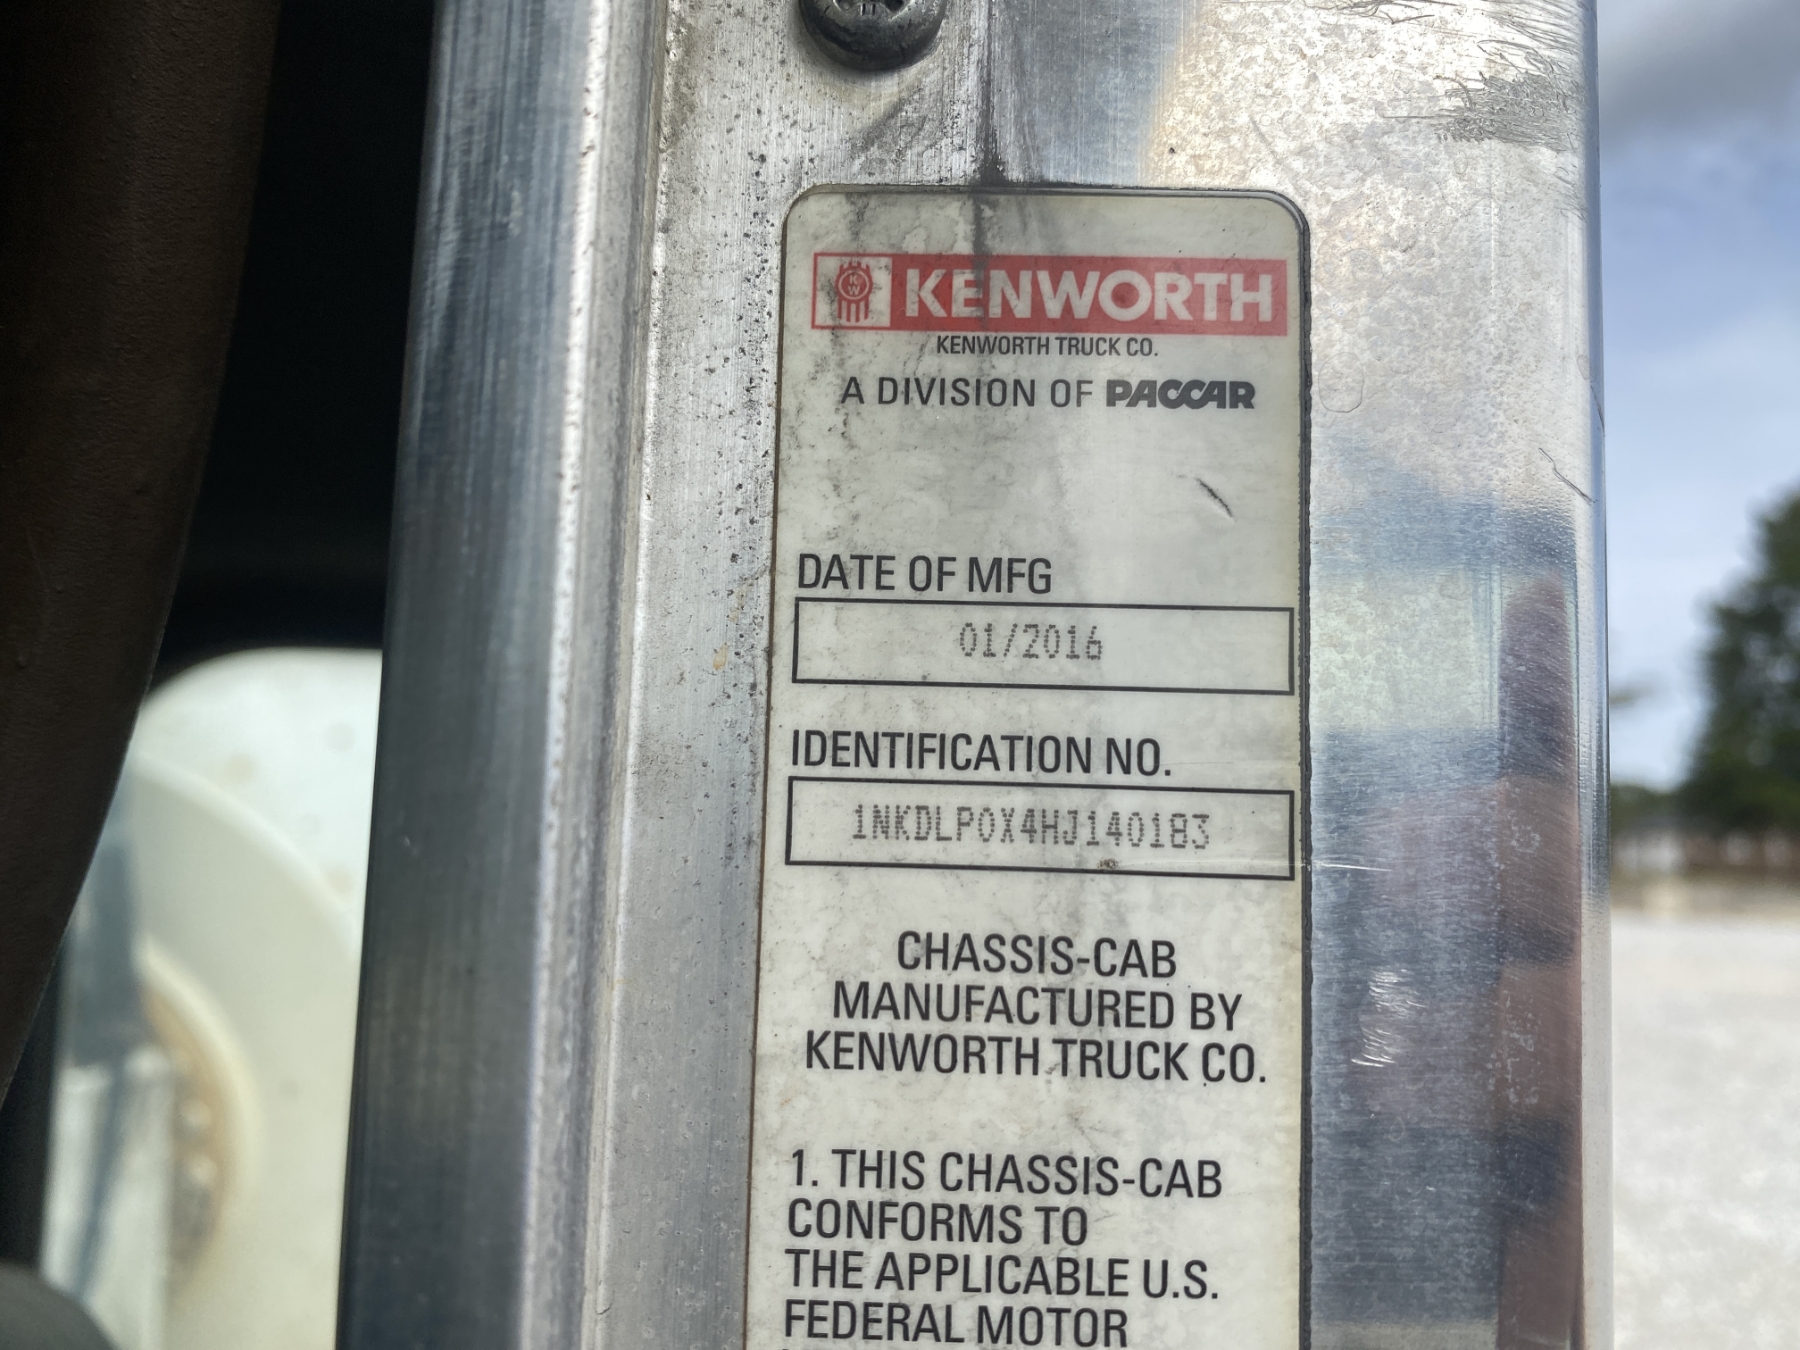 KW KENWORTH
KENWORTH TRUCK CO.
A DIVISION OF PACCAR
DATE OF MFG
01/2016
IDENTIFICATION NO.
1NKDLP0X4HJ140183
CHASSIS-CAB
MANUFACTURED BY
KENWORTH TRUCK CO.
1. THIS CHASSIS-CAB
CONFORMS TO
THE APPLICABLE U.S.
FEDERAL MOTOR